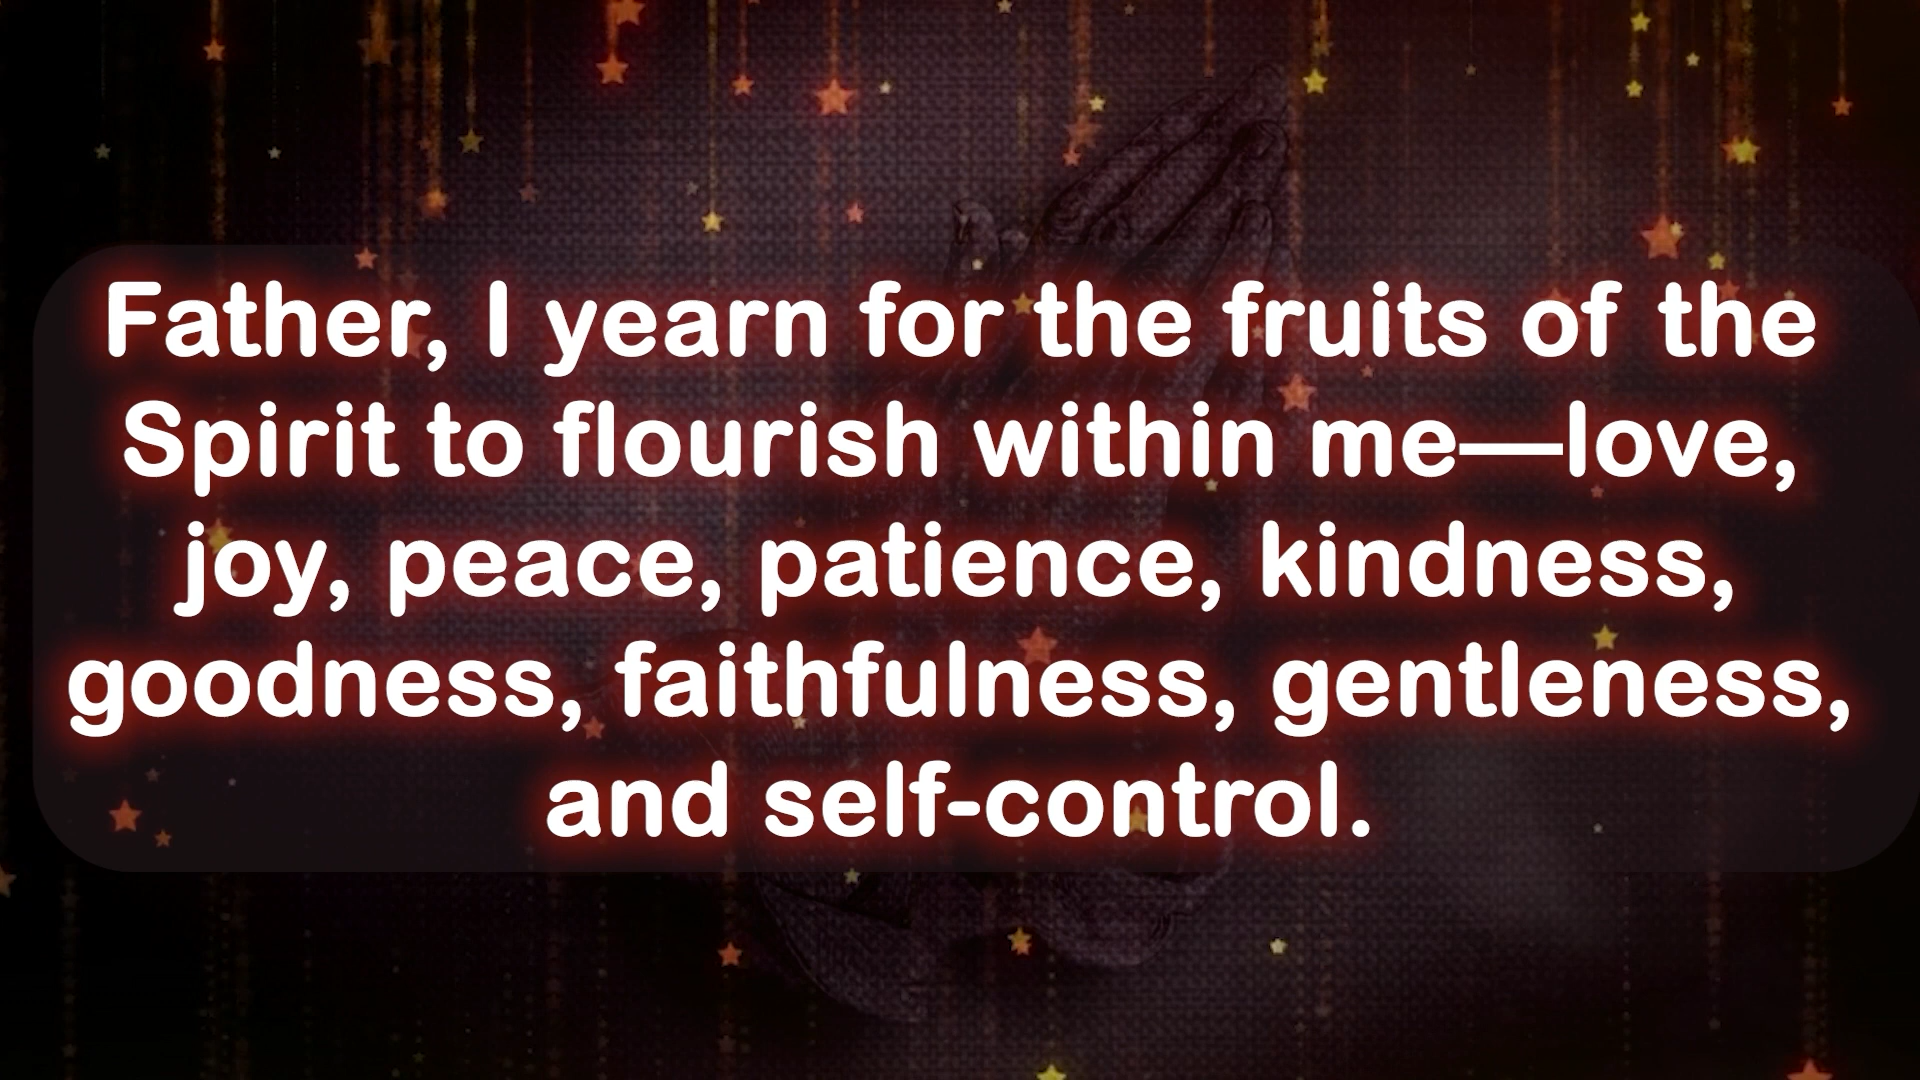 Father, I yearn for the fruits of the
Spirit to flourish within me—love,
joy, peace, patience, kindness,
goodness, faithfulness, gentleness,
and self-control.